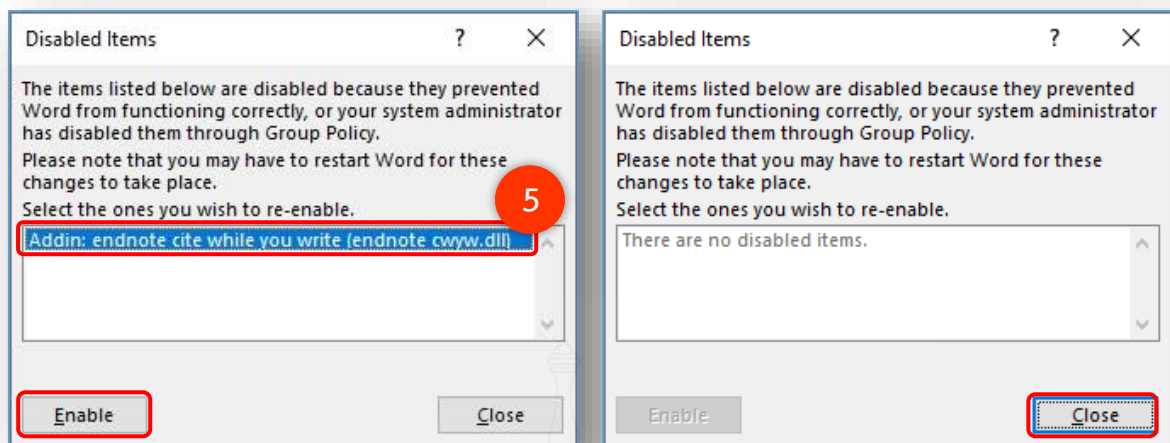 Disabled Items ? ×
The items listed below are disabled because they prevented
Word from functioning correctly, or your system administrator
has disabled them through Group Policy.
Please note that you may have to restart Word for these
changes to take place.
Select the ones you wish to re-enable.
5
Addin: endnote cite while you write (endnote cwyw.dll)
Enable
Close
Disabled Items ? ×
The items listed below are disabled because they prevented
Word from functioning correctly, or your system administrator
has disabled them through Group Policy.
Please note that you may have to restart Word for these
changes to take place.
Select the ones you wish to re-enable.
There are no disabled items.
Enable
Close